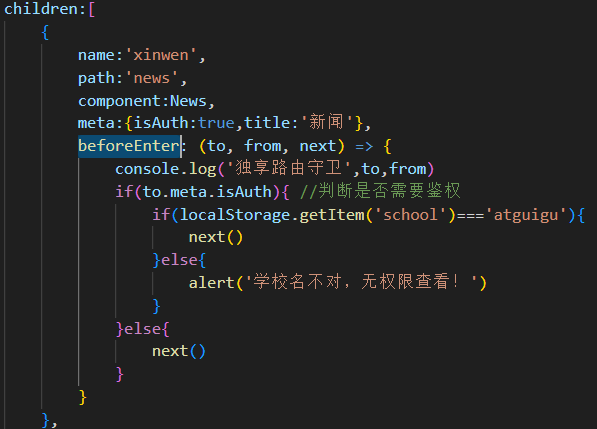 children:[
{
name:'xinwen',
path:'news',
component:News,
meta:{isAuth:true,title:'新闻'},
beforeEnter: (to, from, next) => {
console.log('独享路由守卫',to,from)
if(to.meta.isAuth){ //判断是否需要鉴权
if(localStorage.getItem('school')==='atguigu'){
next()
}else{
alert('学校名不对，无权限查看！')
}
}else{
next()
}
}
},